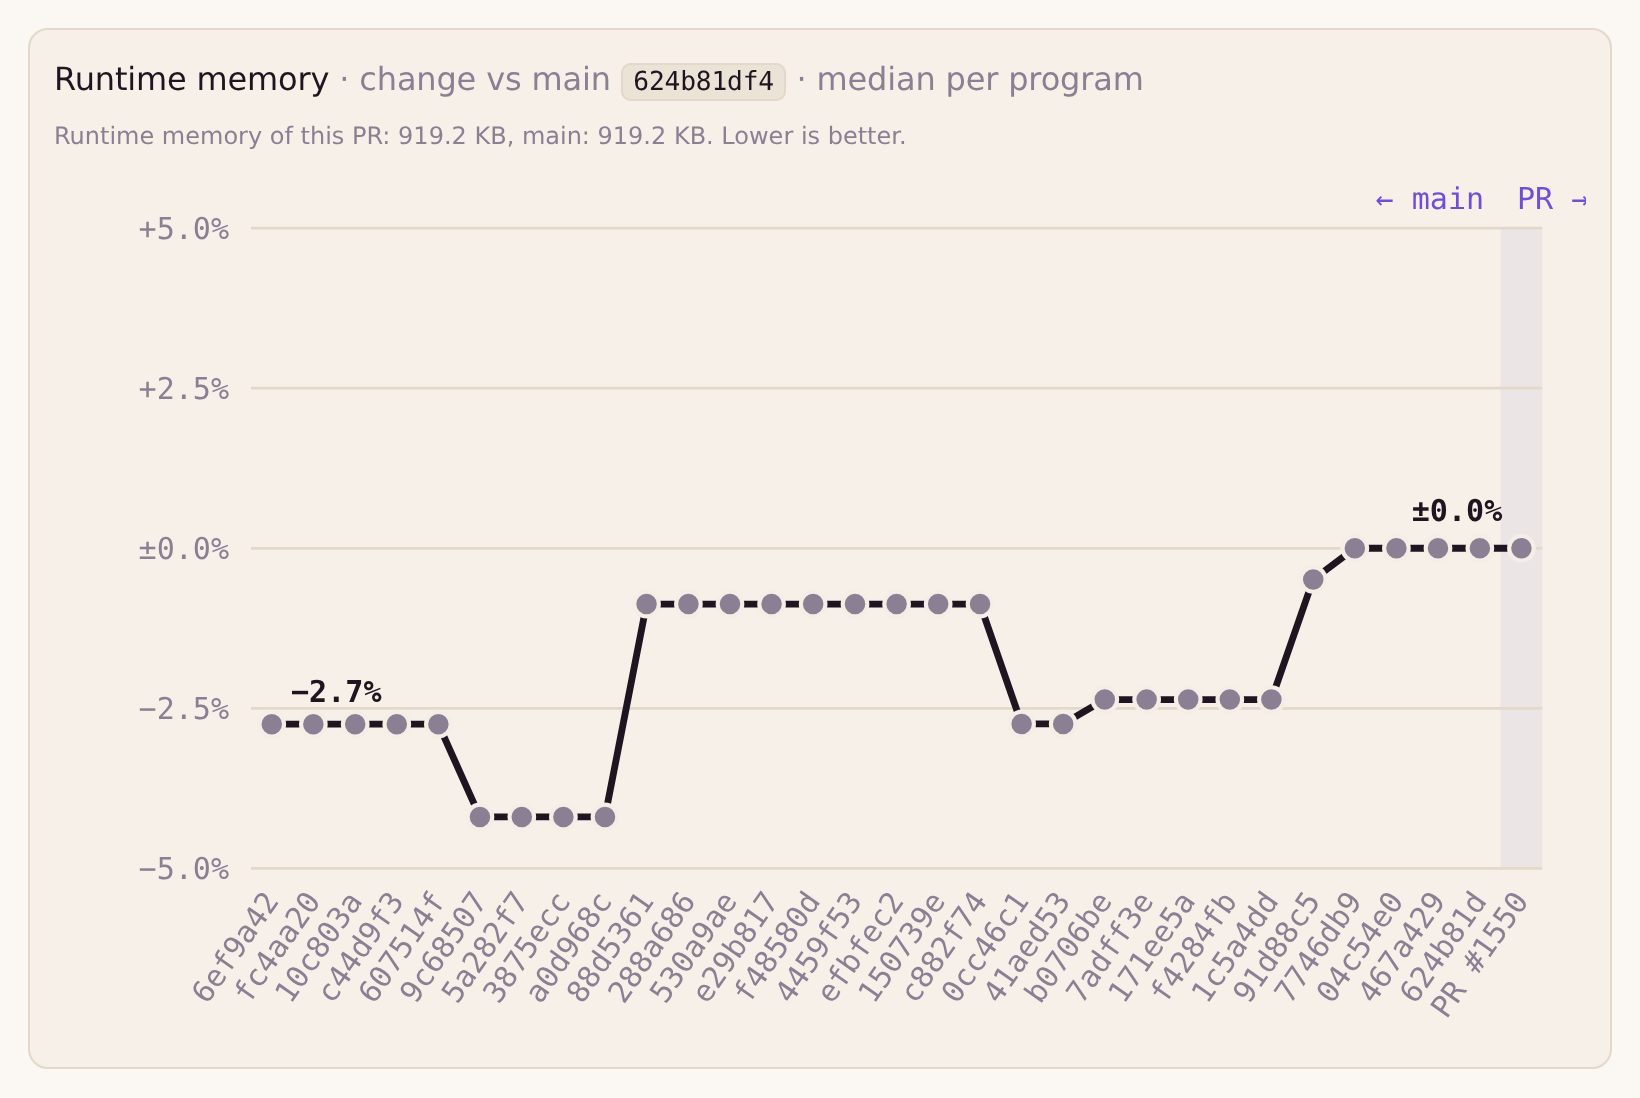 Runtime memory · change vs main 624b81df4 · median per program
Runtime memory of this PR: 919.2 KB, main: 919.2 KB. Lower is better.
← main PR →
+5.0%
+2.5%
±0.0%
−2.5%
−5.0%
±0.0%
−2.7%
6ef9a42
fc4aa20
10c803a
c44d9f3
607514f
9c68507
5a282f7
3875ecc
a0d968c
88d5361
288a686
530a9ae
e29b817
f48580d
4459f53
efbfec2
150739e
c882f74
0cc46c1
41aed53
b0706be
7adff3e
171ee5a
f4284fb
1c5a4dd
91d88c5
7746db9
04c54e0
467a429
624b81d
PR #1550